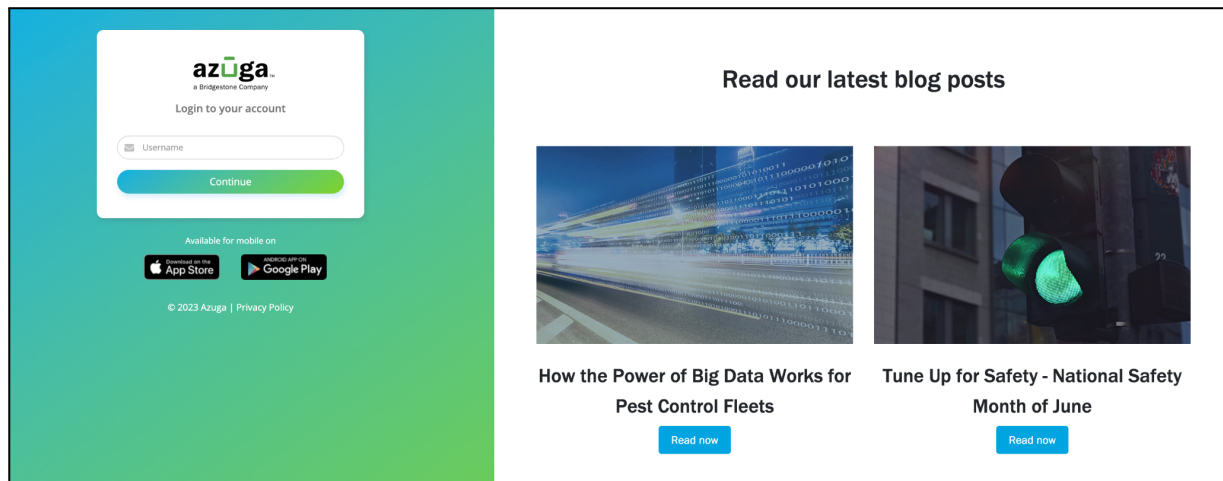 azūga™
a Bridgestone Company
Login to your account
Username
Continue
Available for mobile on
Download on the
App Store
ANDROID APP ON
Google Play
© 2023 Azuga | Privacy Policy
Read our latest blog posts
How the Power of Big Data Works for
Pest Control Fleets
Read now
Tune Up for Safety - National Safety
Month of June
Read now